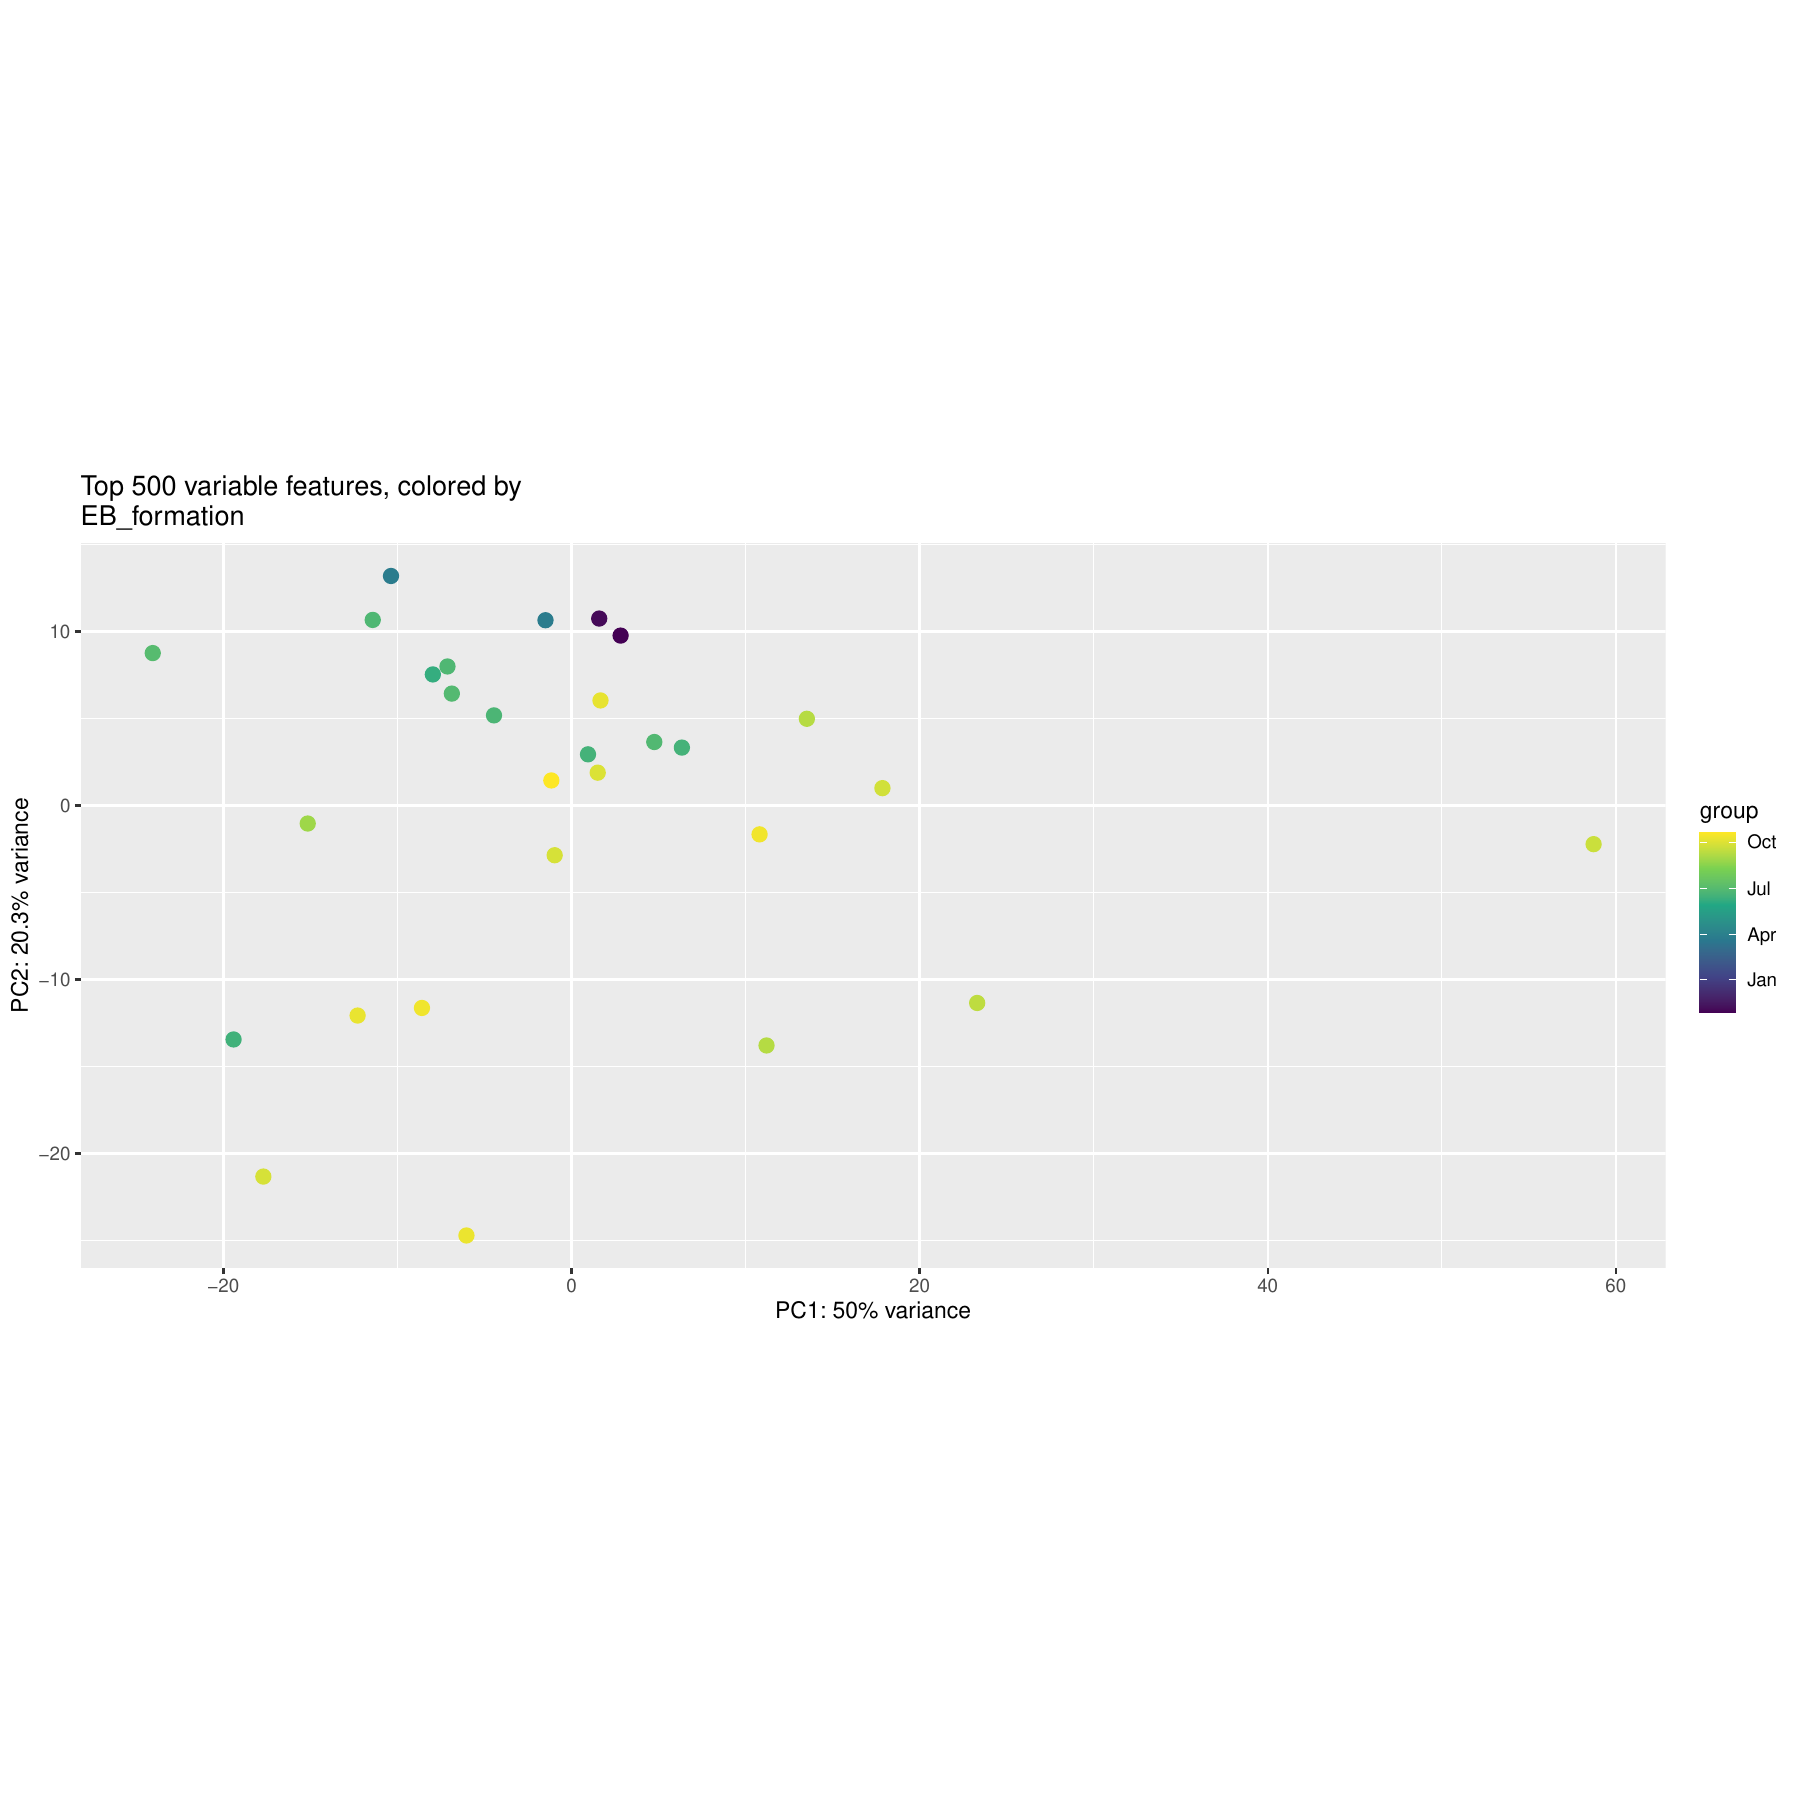 Top 500 variable features, colored by
EB_formation
PC2: 20.3% variance
10
0
−10
−20
−20
0
20
40
60
PC1: 50% variance
group
Oct
Jul
Apr
Jan